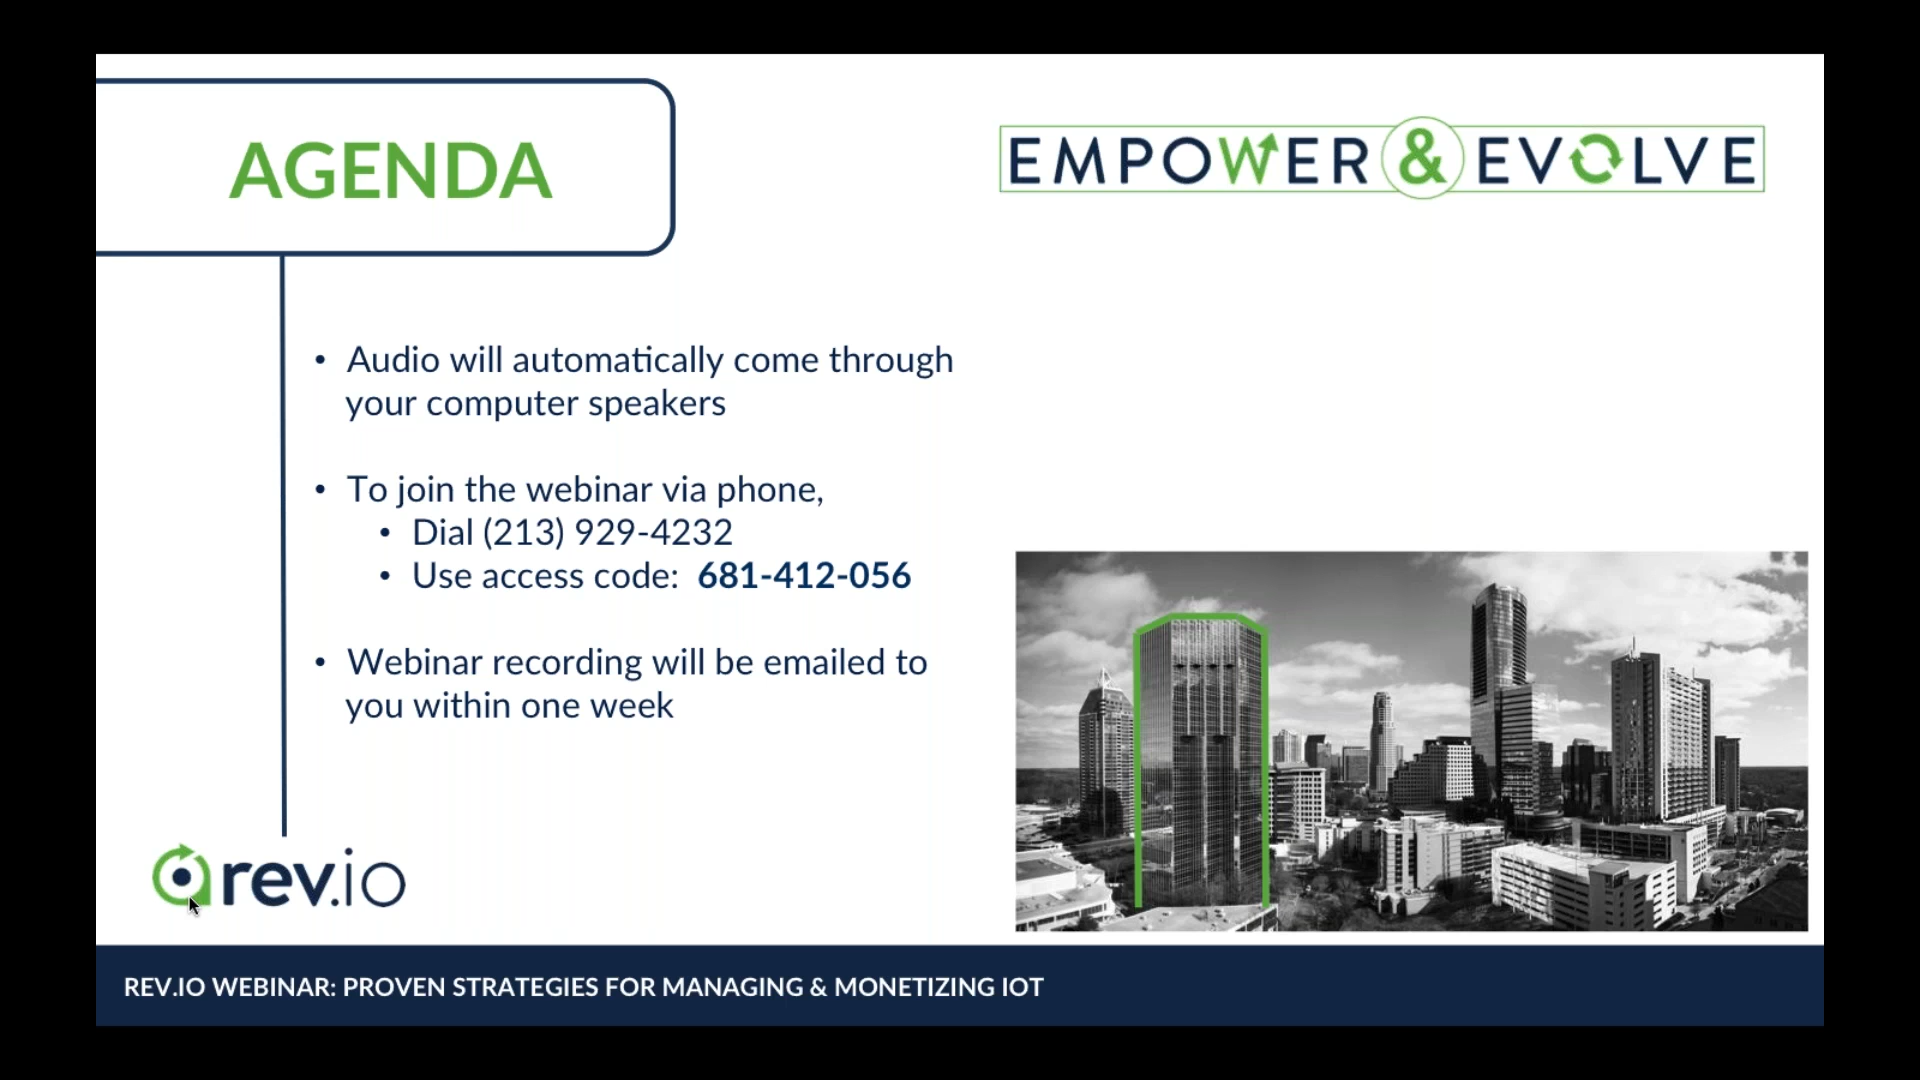 AGENDA
EMPOWER & EVOLVE
• Audio will automatically come through
your computer speakers
• To join the webinar via phone,
• Dial (213) 929-4232
• Use access code: 681-412-056
• Webinar recording will be emailed to
you within one week
rev.io
REV.IO WEBINAR: PROVEN STRATEGIES FOR MANAGING & MONETIZING IOT